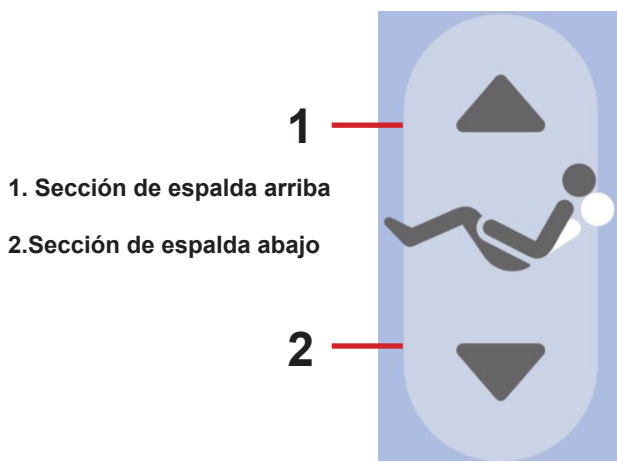 1
1. Sección de espalda arriba
2.Sección de espalda abajo
2